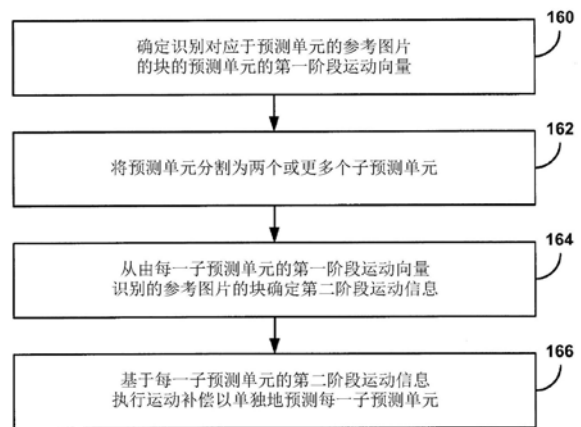 160
确定识别对应于预测单元的参考图片
的块的预测单元的第一阶段运动向量
162
将预测单元分割为两个或更多个子预测单元
164
从由每一子预测单元的第一阶段运动向量
识别的参考图片的块确定第二阶段运动信息
166
基于每一子预测单元的第二阶段运动信息
执行运动补偿以单独地预测每一子预测单元